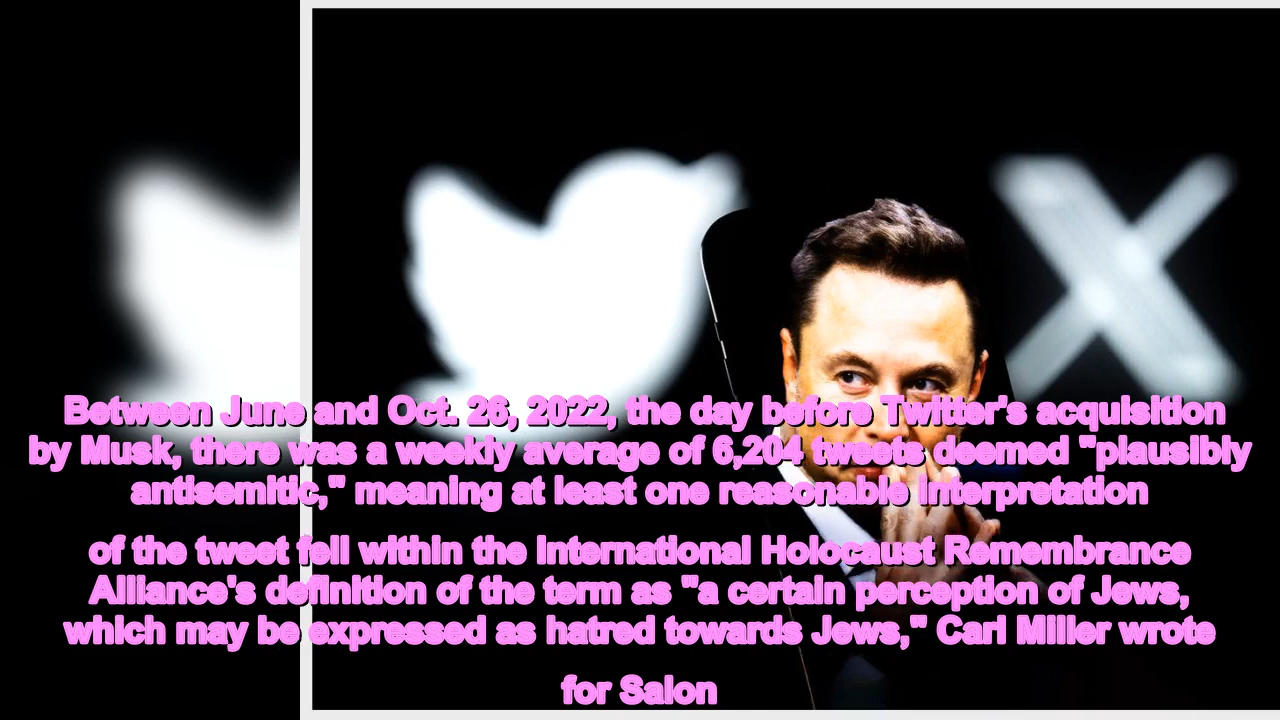 Between June and Oct. 26, 2022, the day before Twitter's acquisition
by Musk, there was a weekly average of 6,204 tweets deemed "plausibly
antisemitic," meaning at least one reasonable interpretation
of the tweet fell within the International Holocaust Remembrance
Alliance's definition of the term as "a certain perception of Jews,
which may be expressed as hatred towards Jews," Carl Miller wrote
for Salon